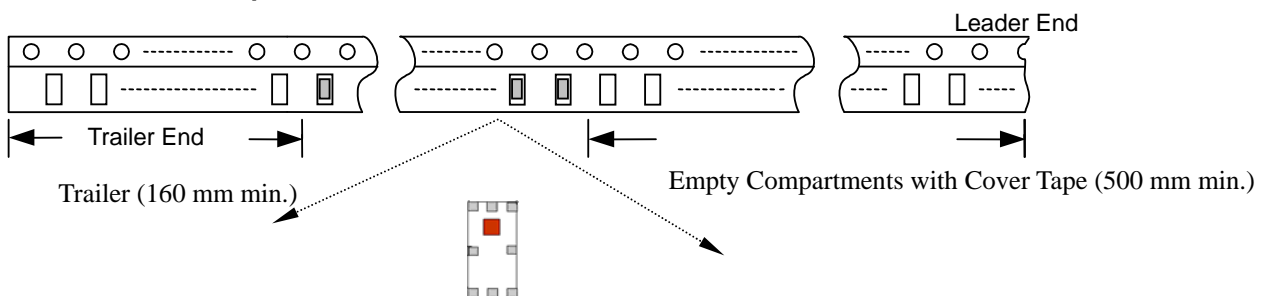 Leader End
Trailer End
Trailer (160 mm min.)
Empty Compartments with Cover Tape (500 mm min.)